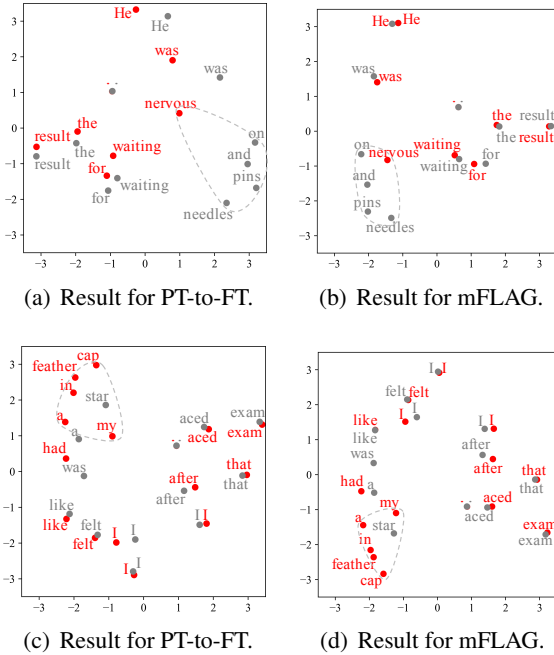 3
2
1
0
−1
−2
−3
−3 −2 −1 0 1 2 3
He
He
was
was
nervous
the
result
the
result
waiting
for
waiting
for
on
and
pins
needles
(a) Result for PT-to-FT.
3
2
1
0
−1
−2
−3
−3 −2 −1 0 1 2 3
He
He
was
was
the
result
the
result
waiting
waiting
for
for
on
nervous
and
pins
needles
(b) Result for mFLAG.
3
2
1
0
−1
−2
−3
−3 −2 −1 0 1 2 3
cap
feather
in
star
a
my
a
had
was
aced
aced
exam
exam
that
that
after
after
like
like
felt
felt
I
I
I
I
I
I
(c) Result for PT-to-FT.
3
2
1
0
−1
−2
−3
−3 −2 −1 0 1 2 3
I
I
felt
felt
I
I
like
like
was
I
I
after
after
that
that
had
a
my
aced
aced
a
star
in
feather
cap
exam
exam
(d) Result for mFLAG.